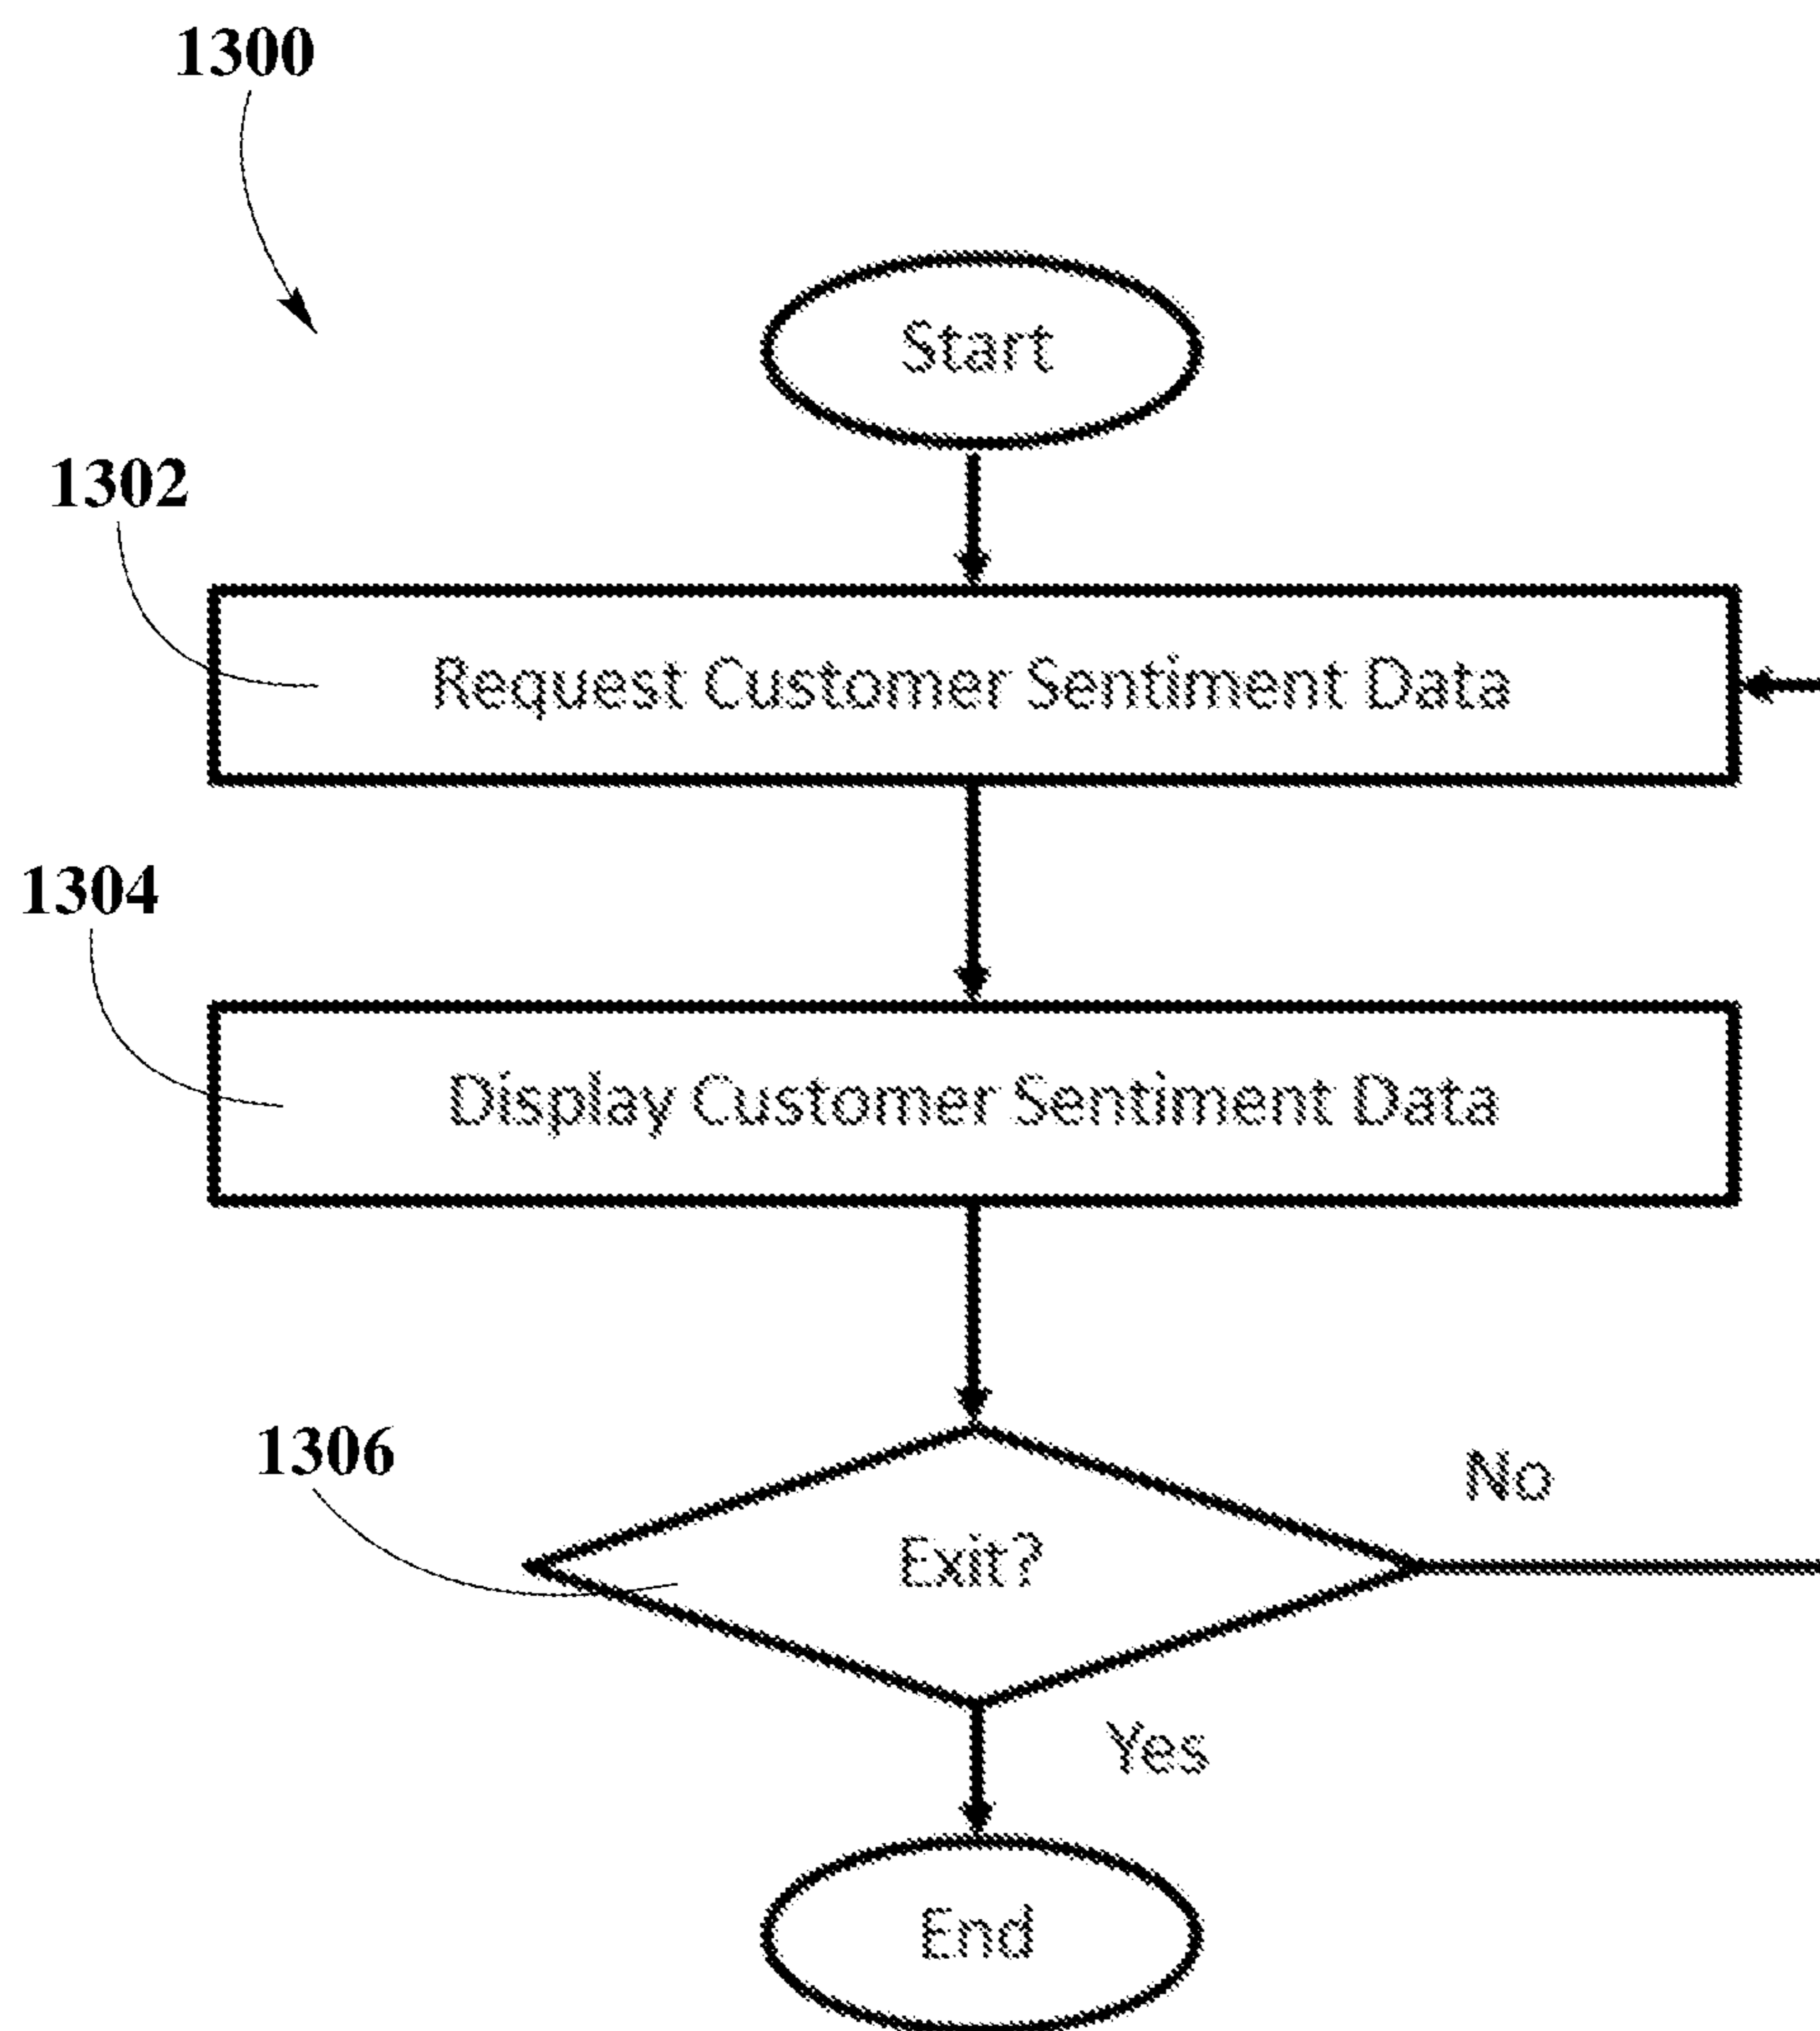 1300
Start
1302
Request Customer Sentiment Data
1304
Display Customer Sentiment Data
1306
No
Exit?
Yes
End